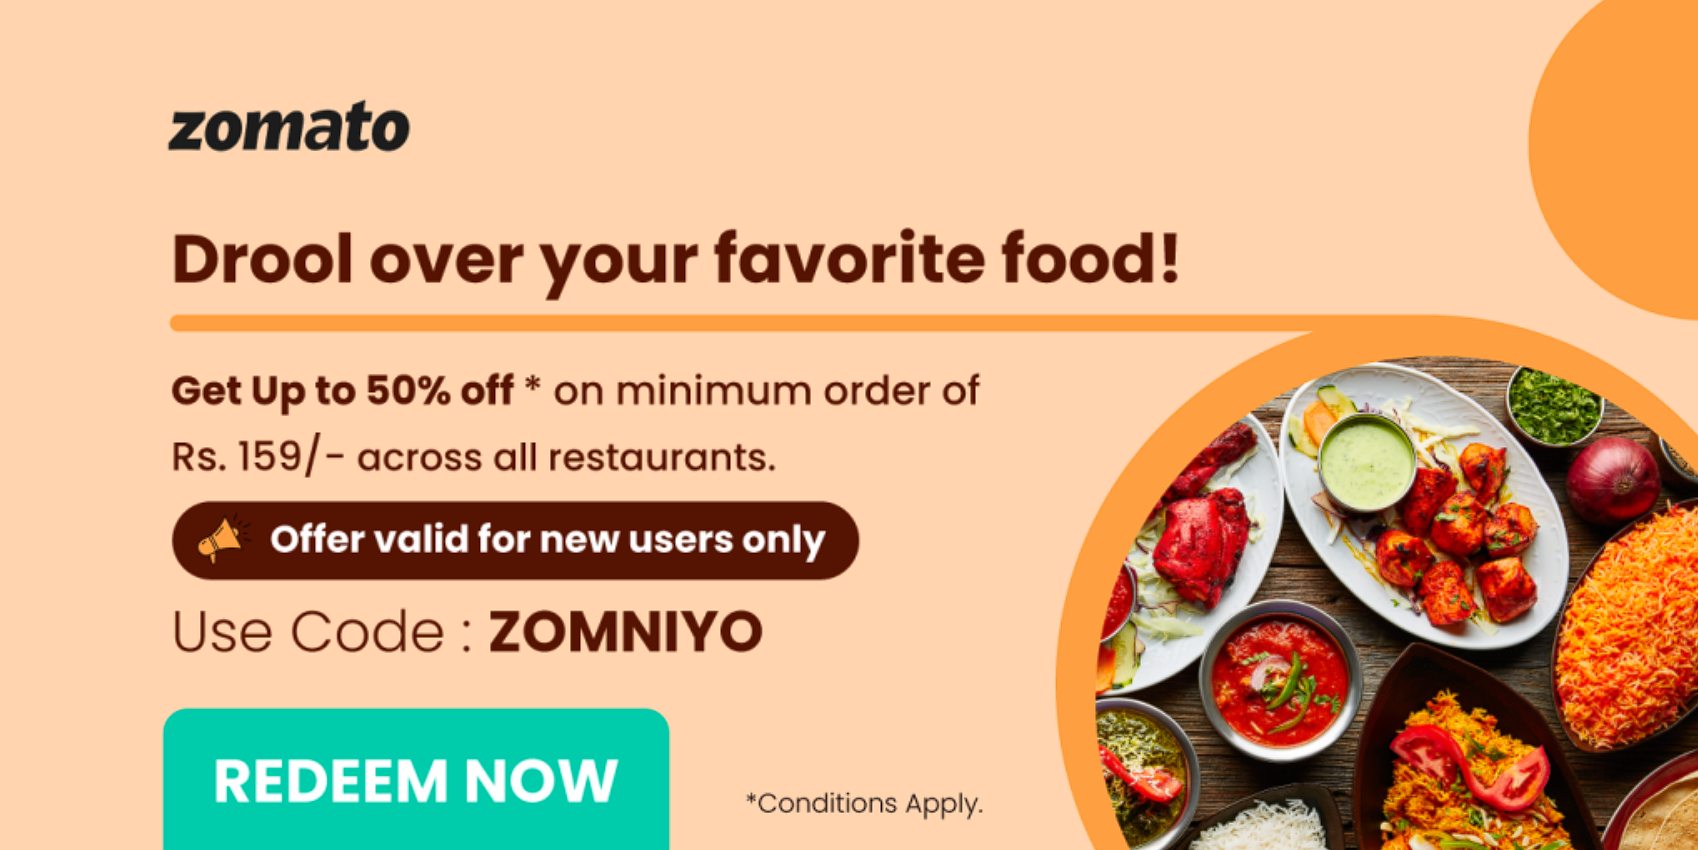 zomato
Drool over your favorite food!
Get Up to 50% off * on minimum order of
Rs. 159/- across all restaurants.
Offer valid for new users only
Use Code : ZOMNIYO
REDEEM NOW
*Conditions Apply.